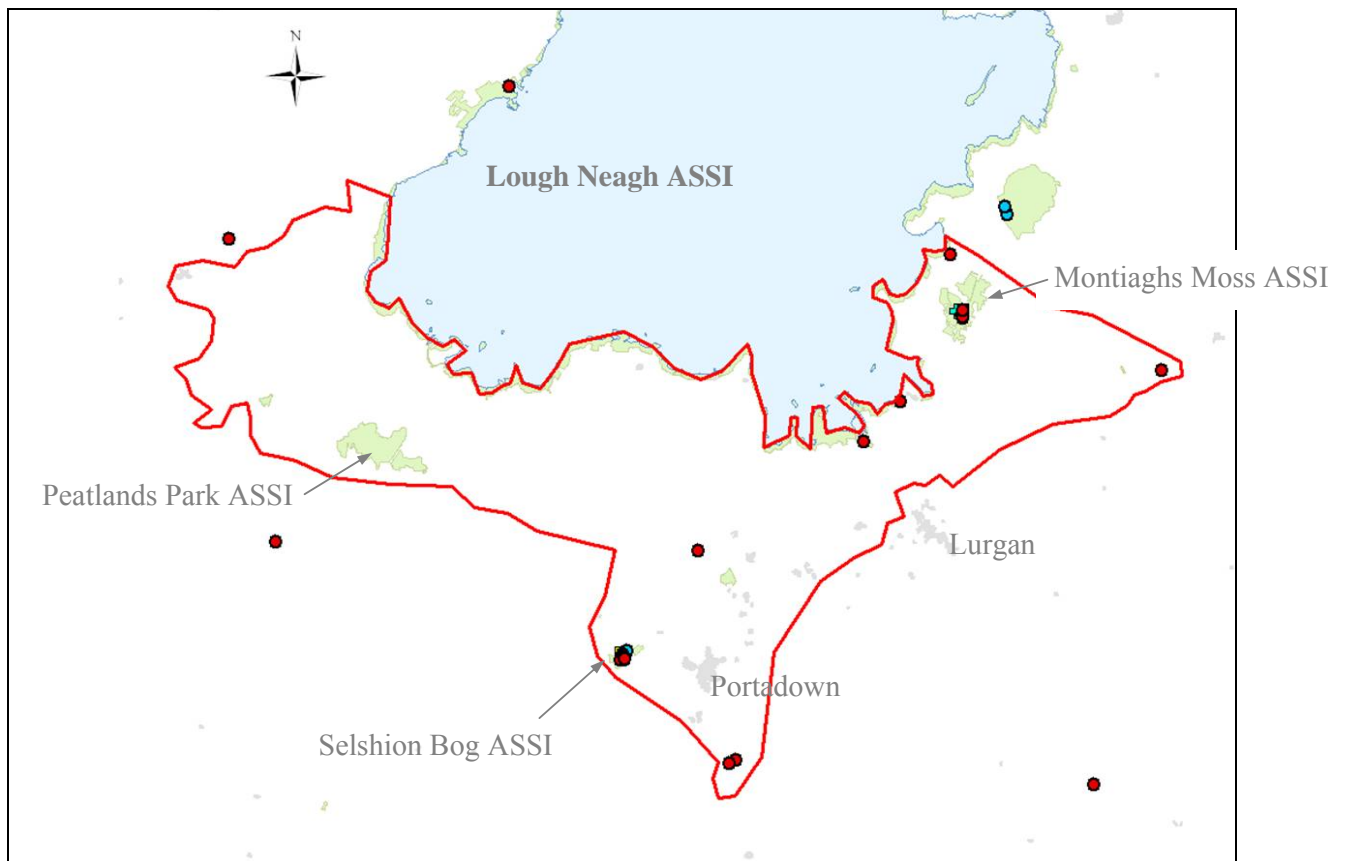 N
Lough Neagh ASSI
Montiaghs Moss ASSI
Peatlands Park ASSI
Lurgan
Portadown
Selshion Bog ASSI